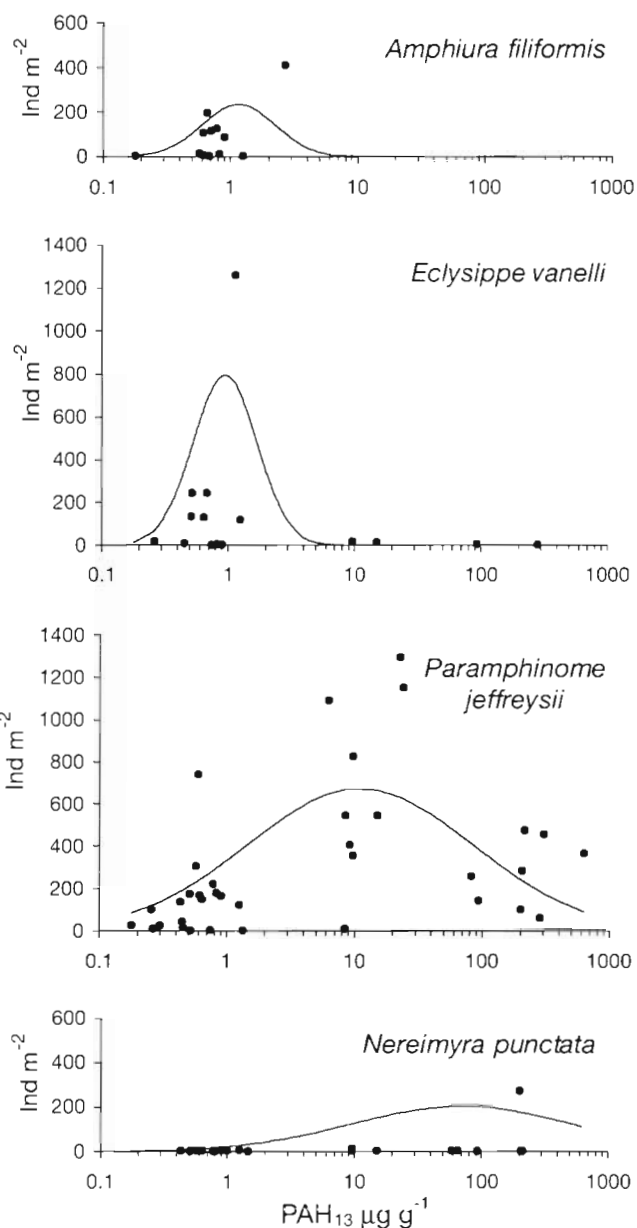 600
Amphiura filiformis
400
200
0
Ind m⁻²
0.1 1 10 100 1000
1400
Eclysippe vanelli
1200
1000
800
600
400
200
0
Ind m⁻²
0.1 1 10 100 1000
1400
Paramphinome
jeffreysii
1200
1000
800
600
400
200
0
Ind m⁻²
0.1 1 10 100 1000
600
Nereimyra punctata
400
200
0
Ind m⁻²
0.1 1 10 100 1000
PAH₁₃ µg g⁻¹